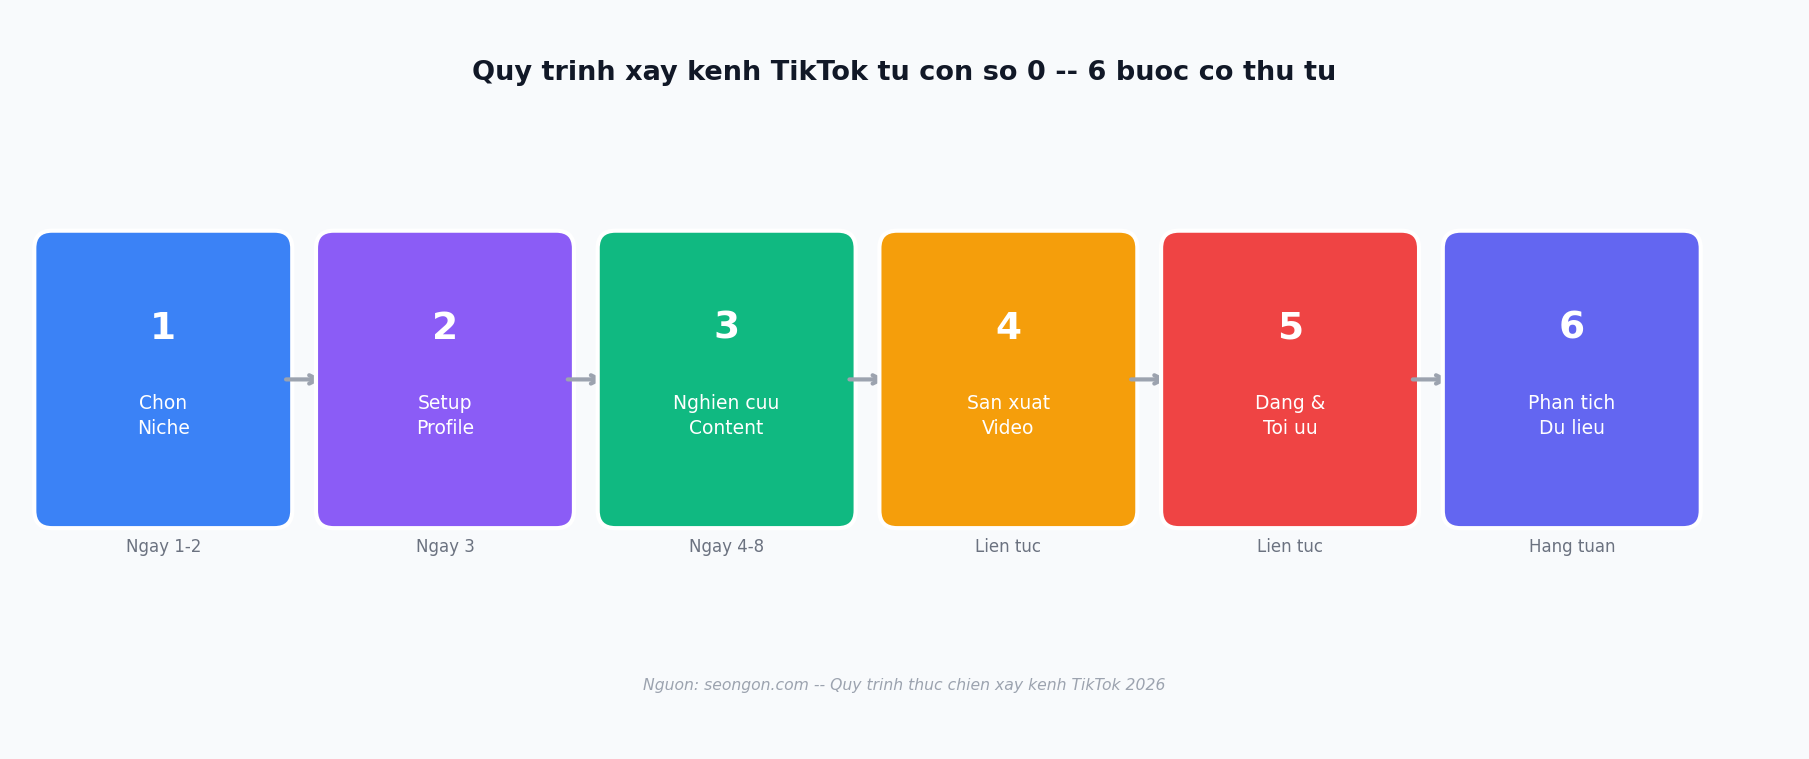 Quy trinh xay kenh TikTok tu con so 0 -- 6 buoc co thu tu
1
Chon
Niche
Ngay 1-2
2
Setup
Profile
Ngay 3
3
Nghien cuu
Content
Ngay 4-8
4
San xuat
Video
Lien tuc
5
Dang &
Toi uu
Lien tuc
6
Phan tich
Du lieu
Hang tuan
Nguon: seongon.com -- Quy trinh thuc chien xay kenh TikTok 2026